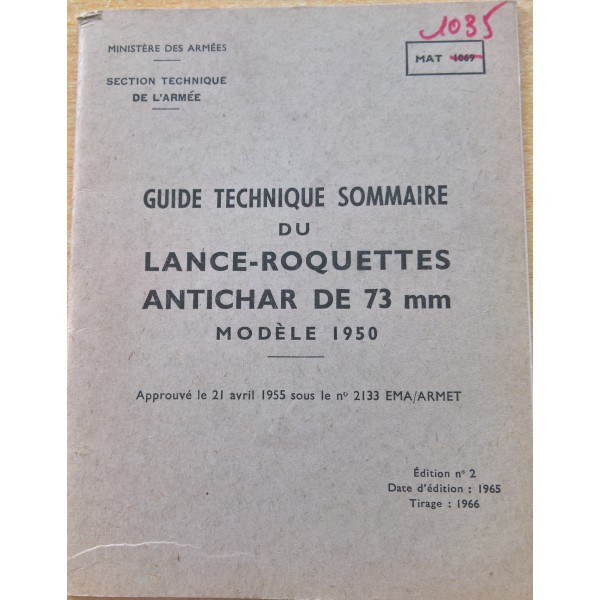 1035
MINISTÈRE DES ARMÉES
MAT 1069
SECTION TECHNIQUE
DE L'ARMÉE
GUIDE TECHNIQUE SOMMAIRE
DU
LANCE-ROQUETTES
ANTICHAR DE 73 mm
MODÈLE 1950
Approuvé le 21 avril 1955 sous le nº 2133 EMA/ARMET
Édition nº 2
Date d'édition : 1965
Tirage : 1966